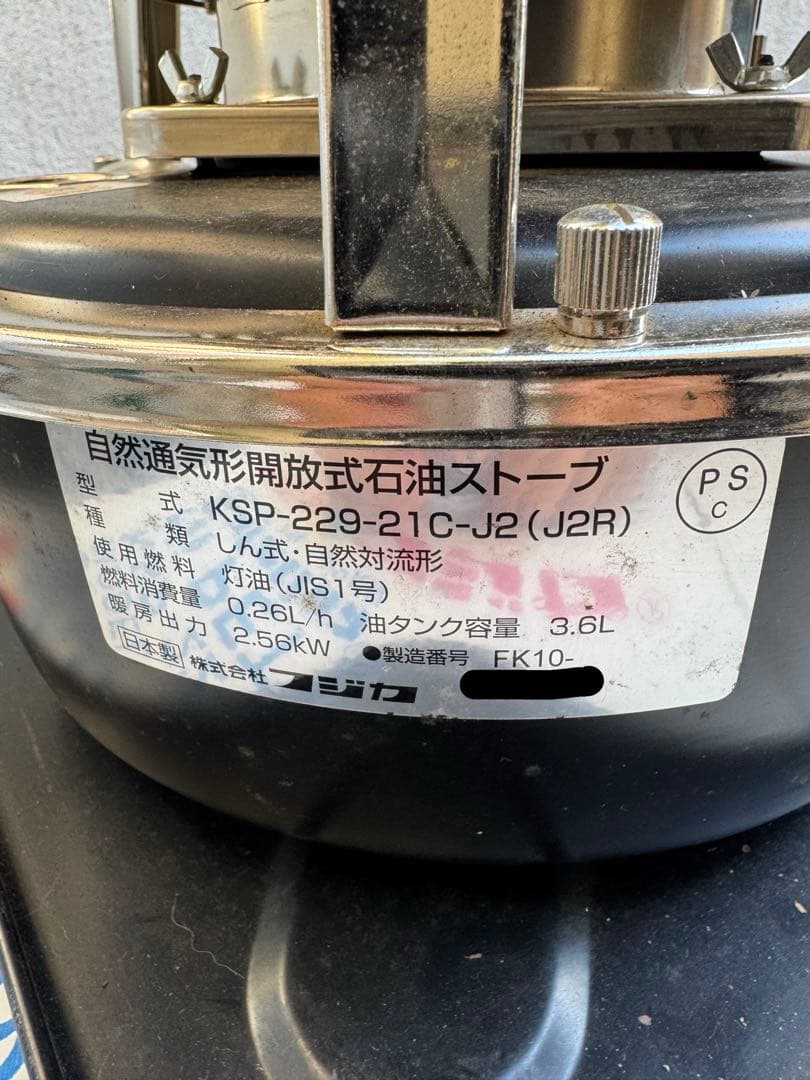 自然通気形開放式石油ストーブ
PS
C
型式 KSP-229-21C-J2(J2R)
種類 しん式・自然対流形
使用燃料 灯油(JIS1号)
燃料消費量 0.26L/h 油タンク容量 3.6L
暖房出力 2.56kW ●製造番号 FK10-
日本製 株式会社フジカ